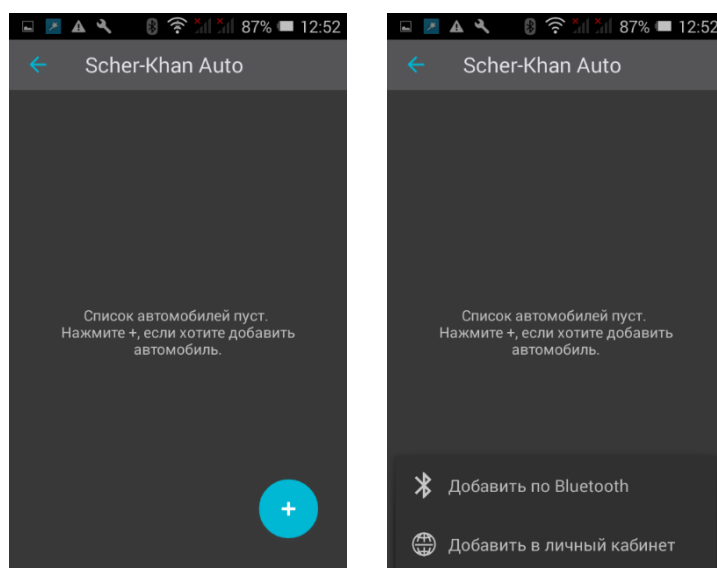 87% 12:52
Scher-Khan Auto
Список автомобилей пуст.
Нажмите +, если хотите добавить
автомобиль.
+
87% 12:52
Scher-Khan Auto
Список автомобилей пуст.
Нажмите +, если хотите добавить
автомобиль.
Добавить по Bluetooth
Добавить в личный кабинет